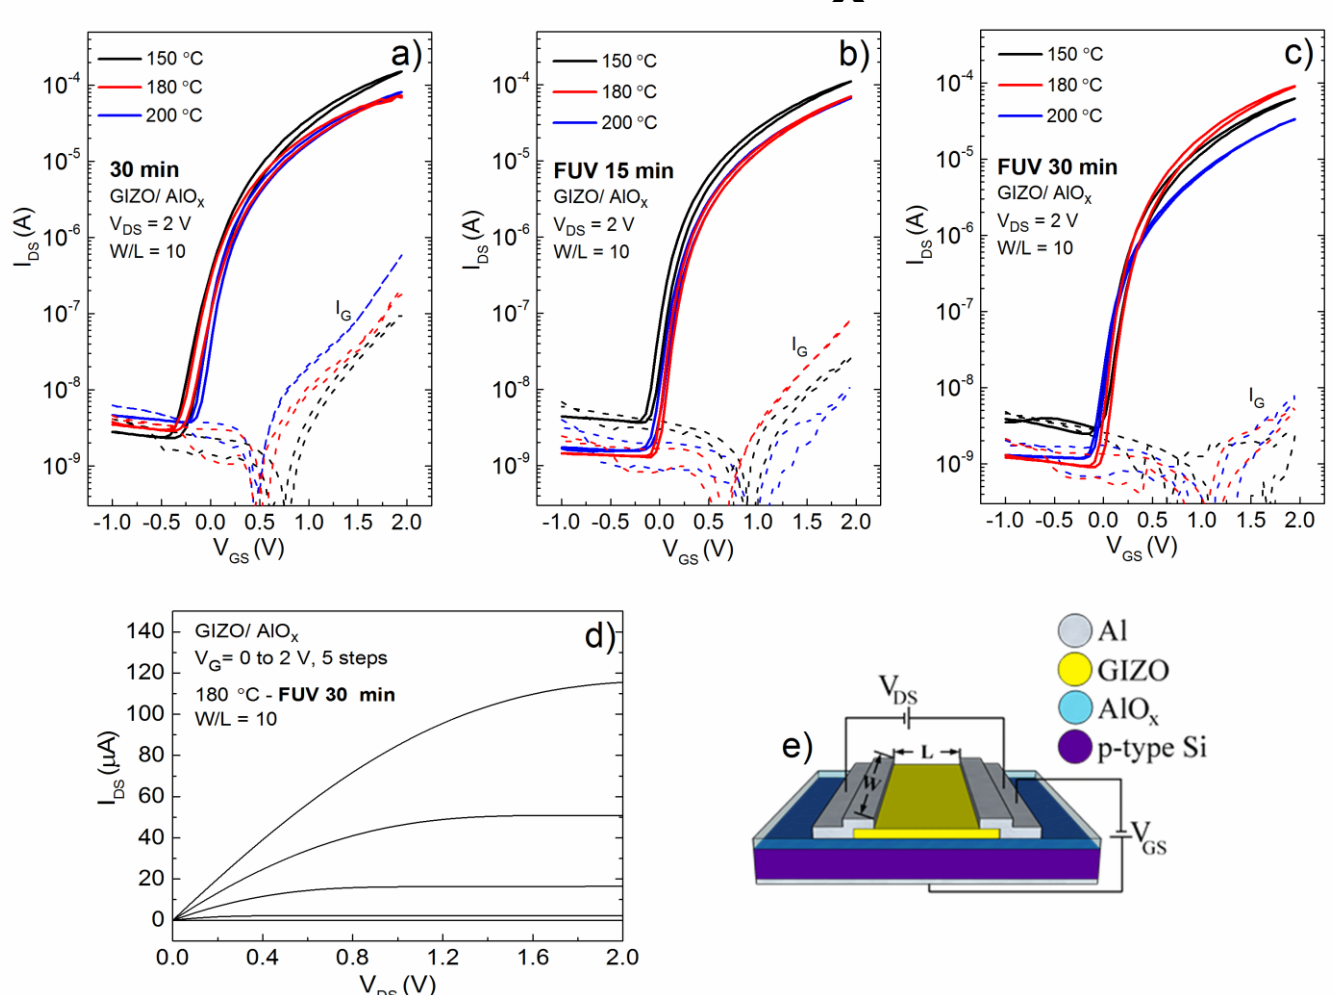 X
a)
150 °C
180 °C
200 °C
30 min
GIZO/ AlOx
VDS = 2 V
W/L = 10
IG
IDS (A)
10-4
10-5
10-6
10-7
10-8
10-9
-1.0 -0.5 0.0 0.5 1.0 1.5 2.0
VGS (V)
b)
150 °C
180 °C
200 °C
FUV 15 min
GIZO/ AlOx
VDS = 2 V
W/L = 10
IG
IDS (A)
10-4
10-5
10-6
10-7
10-8
10-9
-1.0 -0.5 0.0 0.5 1.0 1.5 2.0
VGS (V)
c)
150 °C
180 °C
200 °C
FUV 30 min
GIZO/ AlOx
VDS = 2 V
W/L = 10
IG
IDS (A)
10-4
10-5
10-6
10-7
10-8
10-9
-1.0 -0.5 0.0 0.5 1.0 1.5 2.0
VGS (V)
d)
GIZO/ AlOx
VG= 0 to 2 V, 5 steps
180 °C - FUV 30 min
W/L = 10
IDS (µA)
140
120
100
80
60
40
20
0
0.0 0.4 0.8 1.2 1.6 2.0
VDS (V)
e)
Al
GIZO
AlOx
p-type Si
VDS
L
W
VGS